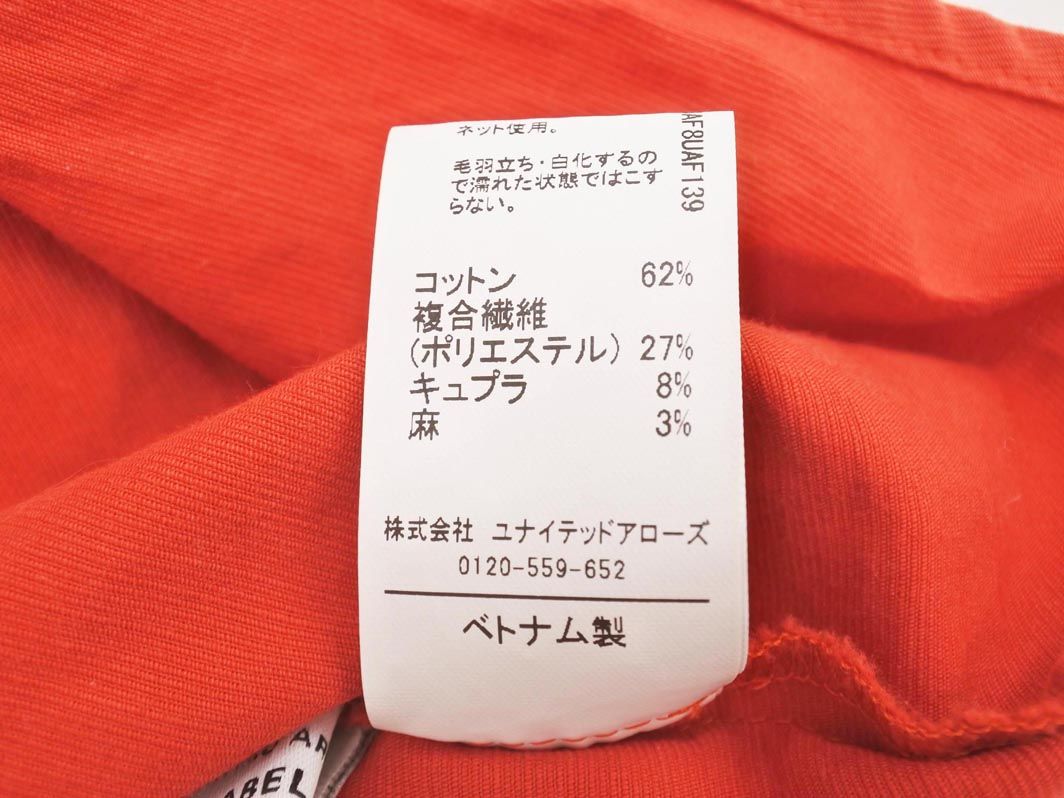 ネット使用。
毛羽立ち・白化するの
で濡れた状態ではこす
らない。
AF8UAF139
コットン 62%
複合繊維
(ポリエステル) 27%
キュプラ 8%
麻 3%
株式会社 ユナイテッドアローズ
0120-559-652
ベトナム製